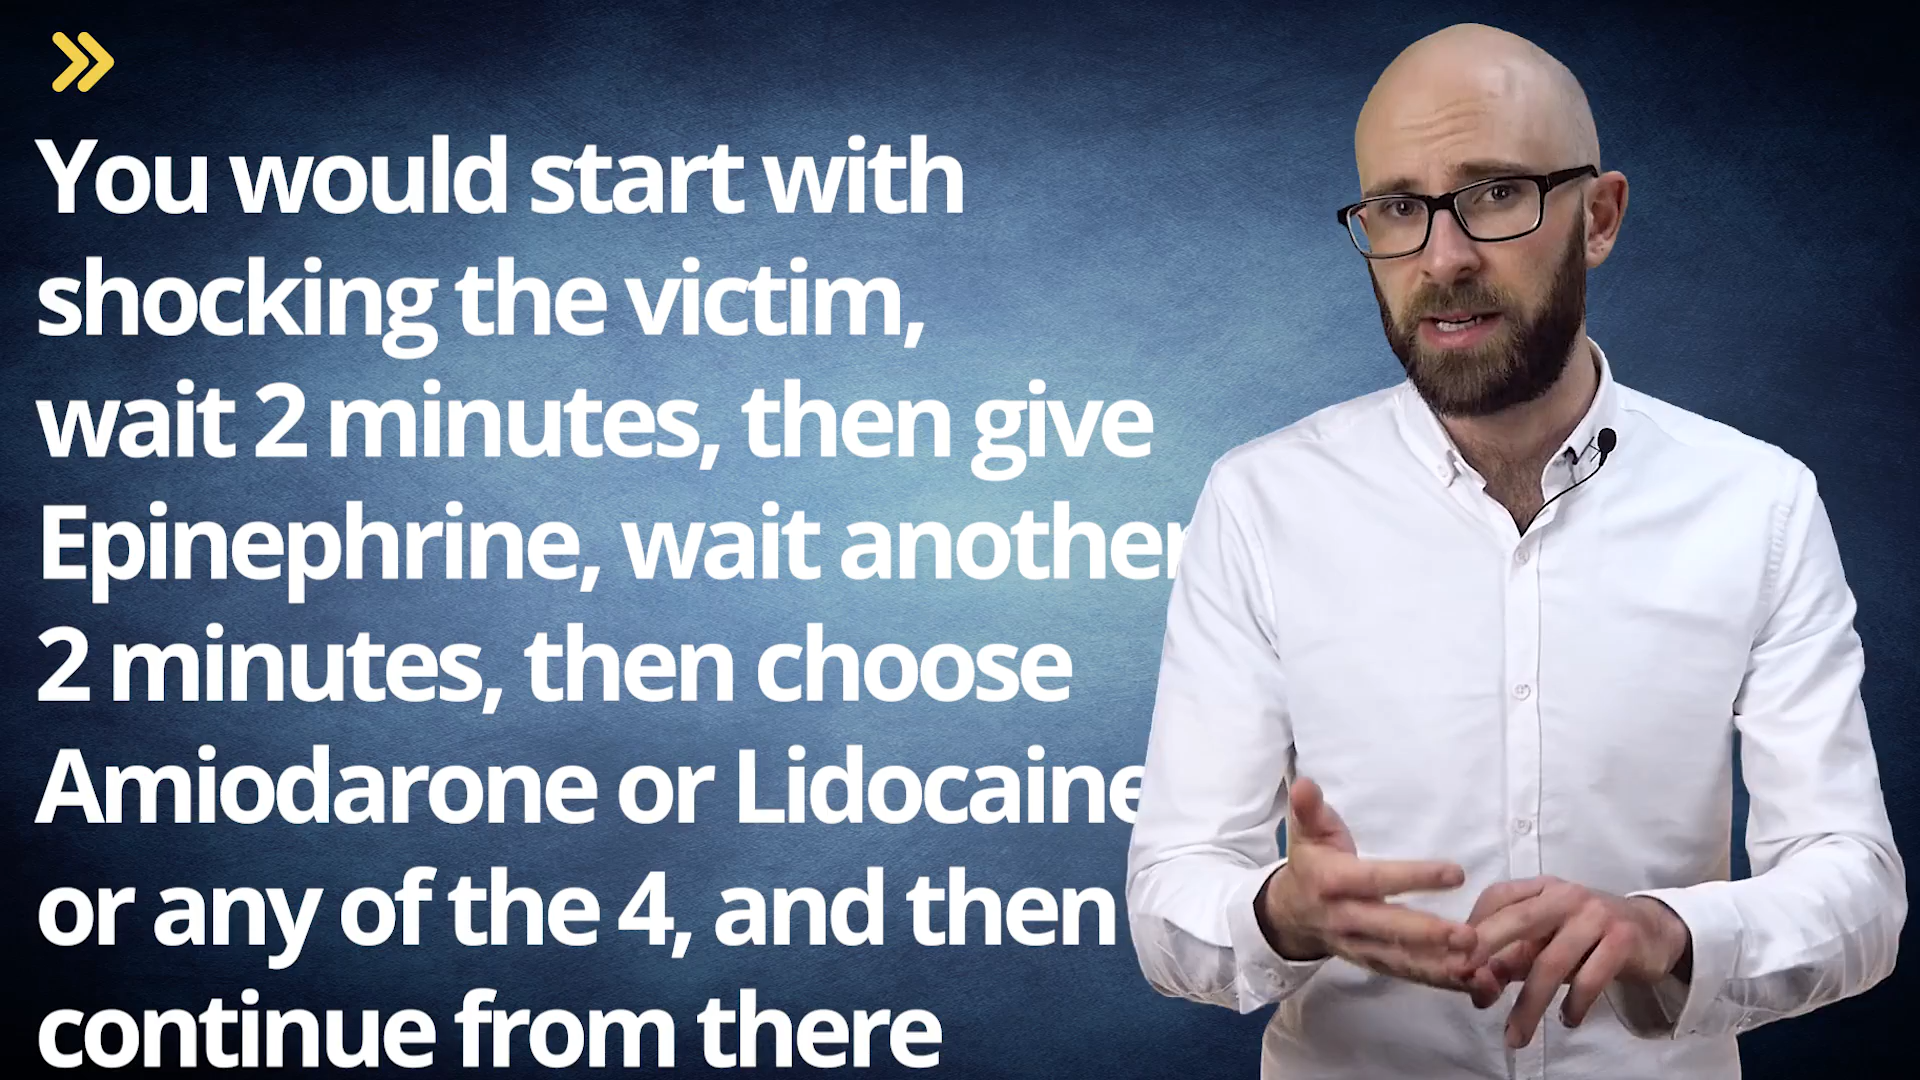 You would start with
shocking the victim,
wait 2 minutes, then give
Epinephrine, wait another
2 minutes, then choose
Amiodarone or Lidocaine
or any of the 4, and then
continue from there